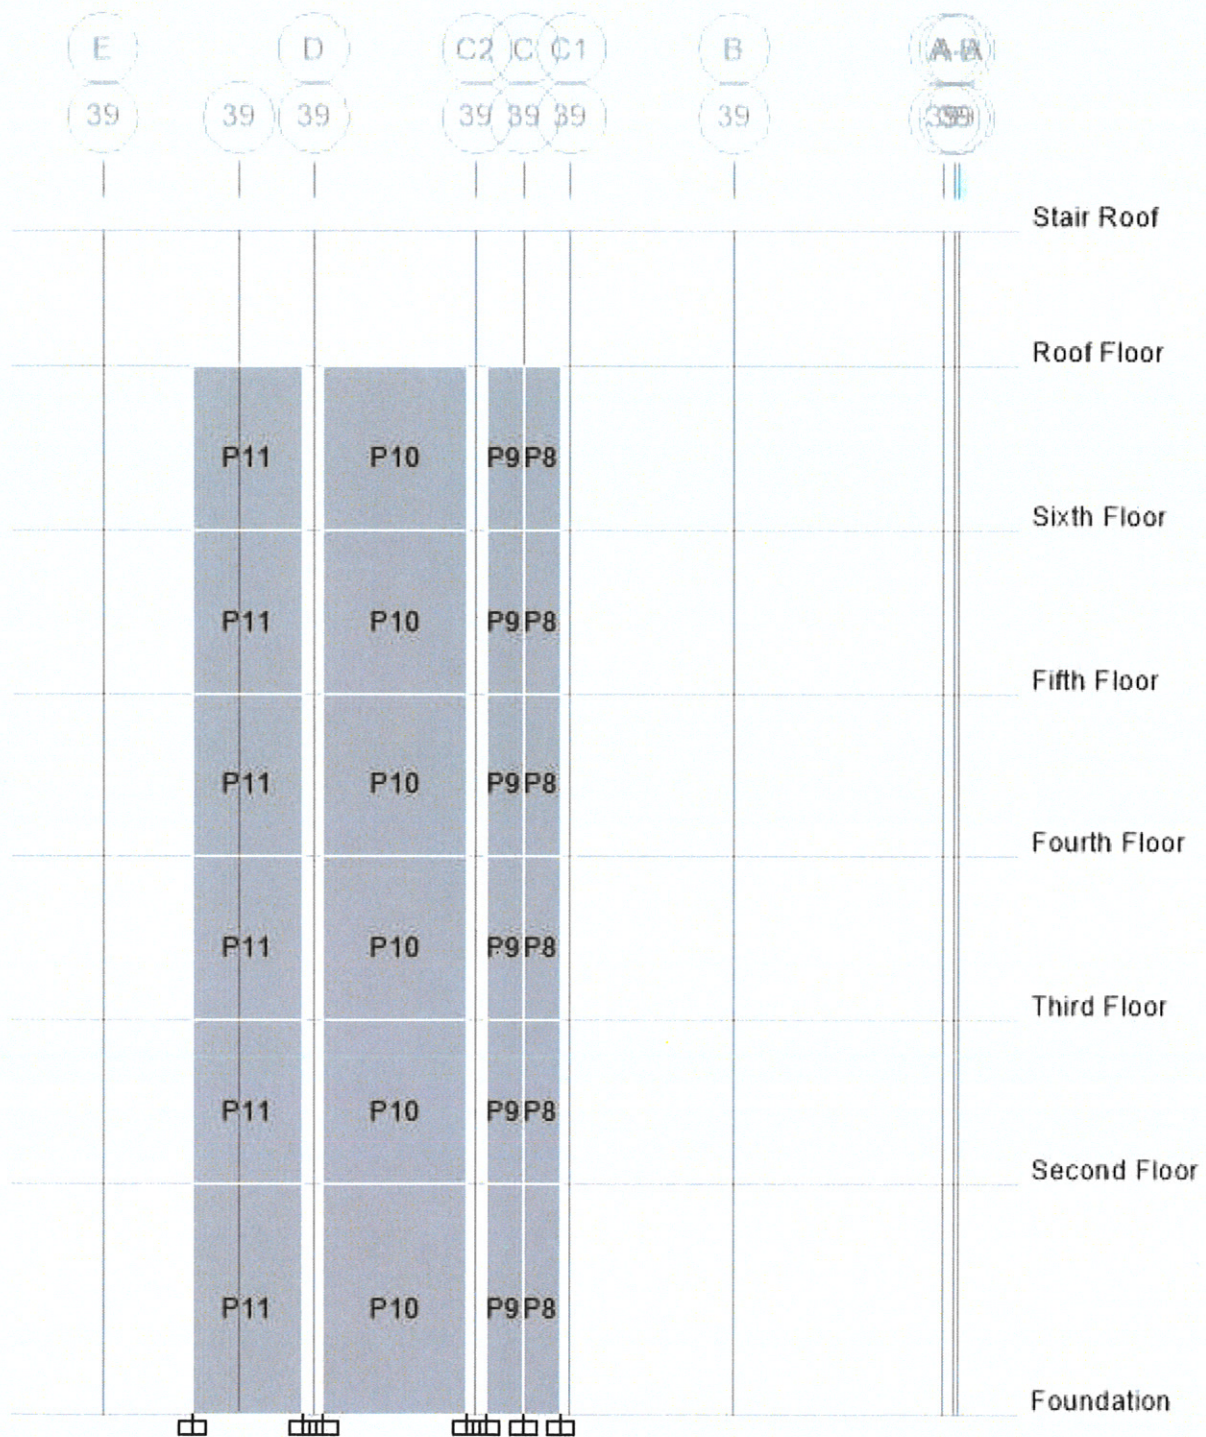 E D C2 C C1 B
39 39 39 39 39 39 39
Stair Roof
Roof Floor
P11 P10 P9 P8
Sixth Floor
P11 P10 P9 P8
Fifth Floor
P11 P10 P9 P8
Fourth Floor
P11 P10 P9 P8
Third Floor
P11 P10 P9 P8
Second Floor
P11 P10 P9 P8
Foundation